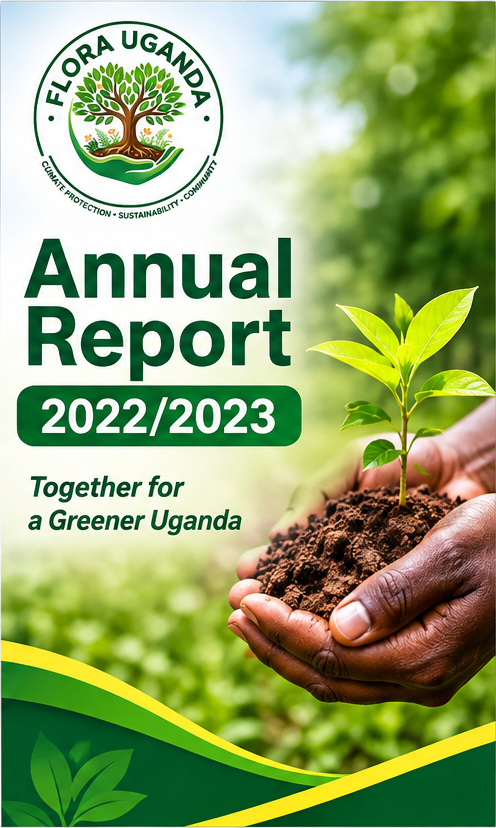 • FLORA UGANDA •
CLIMATE PROTECTION • SUSTAINABILITY • COMMUNITY
Annual
Report
2022/2023
Together for
a Greener Uganda